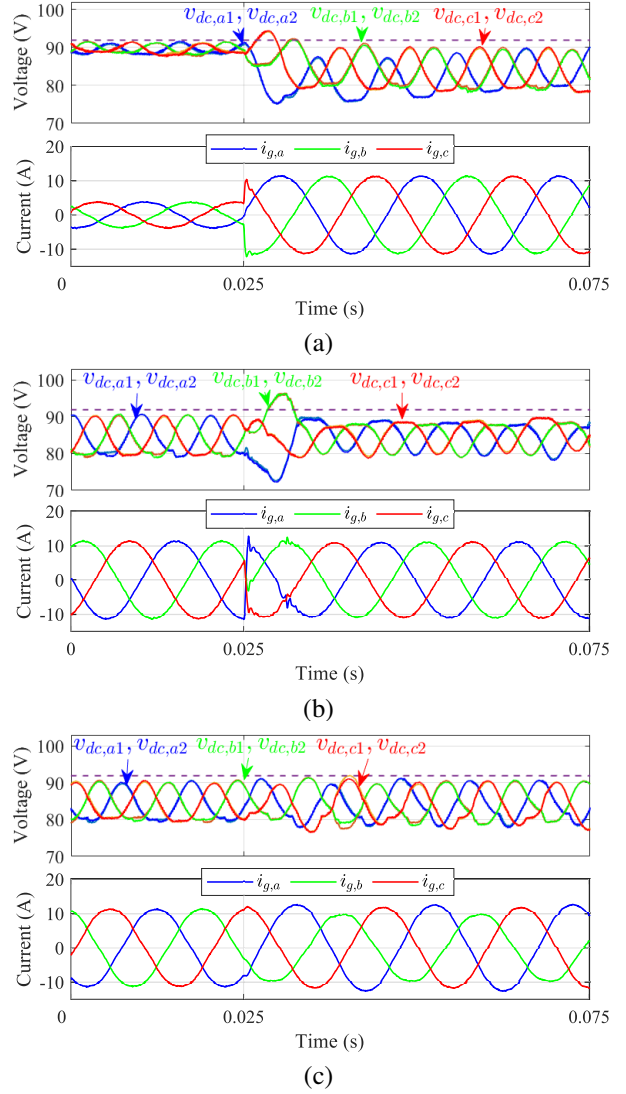 v_{dc,a1}, v_{dc,a2} v_{dc,b1}, v_{dc,b2} v_{dc,c1}, v_{dc,c2}
Voltage (V)
100
90
80
70
i_{g,a} i_{g,b} i_{g,c}
Current (A)
20
10
0
-10
0 0.025 0.075
Time (s)
(a)
v_{dc,a1}, v_{dc,a2} v_{dc,b1}, v_{dc,b2} v_{dc,c1}, v_{dc,c2}
Voltage (V)
100
90
80
70
i_{g,a} i_{g,b} i_{g,c}
Current (A)
20
10
0
-10
0 0.025 0.075
Time (s)
(b)
v_{dc,a1}, v_{dc,a2} v_{dc,b1}, v_{dc,b2} v_{dc,c1}, v_{dc,c2}
Voltage (V)
100
90
80
70
i_{g,a} i_{g,b} i_{g,c}
Current (A)
20
10
0
-10
0 0.025 0.075
Time (s)
(c)